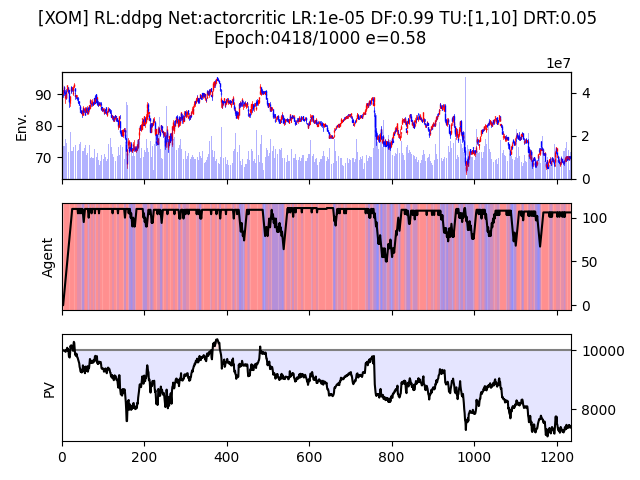 [XOM] RL:ddpg Net:actorcritic LR:1e-05 DF:0.99 TU:[1,10] DRT:0.05
Epoch:0418/1000 e=0.58
1e7
90
80
70
Env.
4
2
0
Agent
100
50
0
PV
10000
8000
0 200 400 600 800 1000 1200